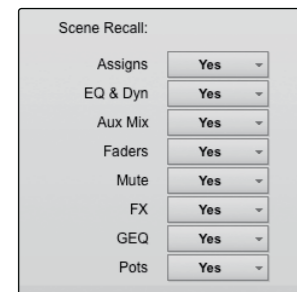 Scene Recall:
Assigns Yes
EQ & Dyn Yes
Aux Mix Yes
Faders Yes
Mute Yes
FX Yes
GEQ Yes
Pots Yes